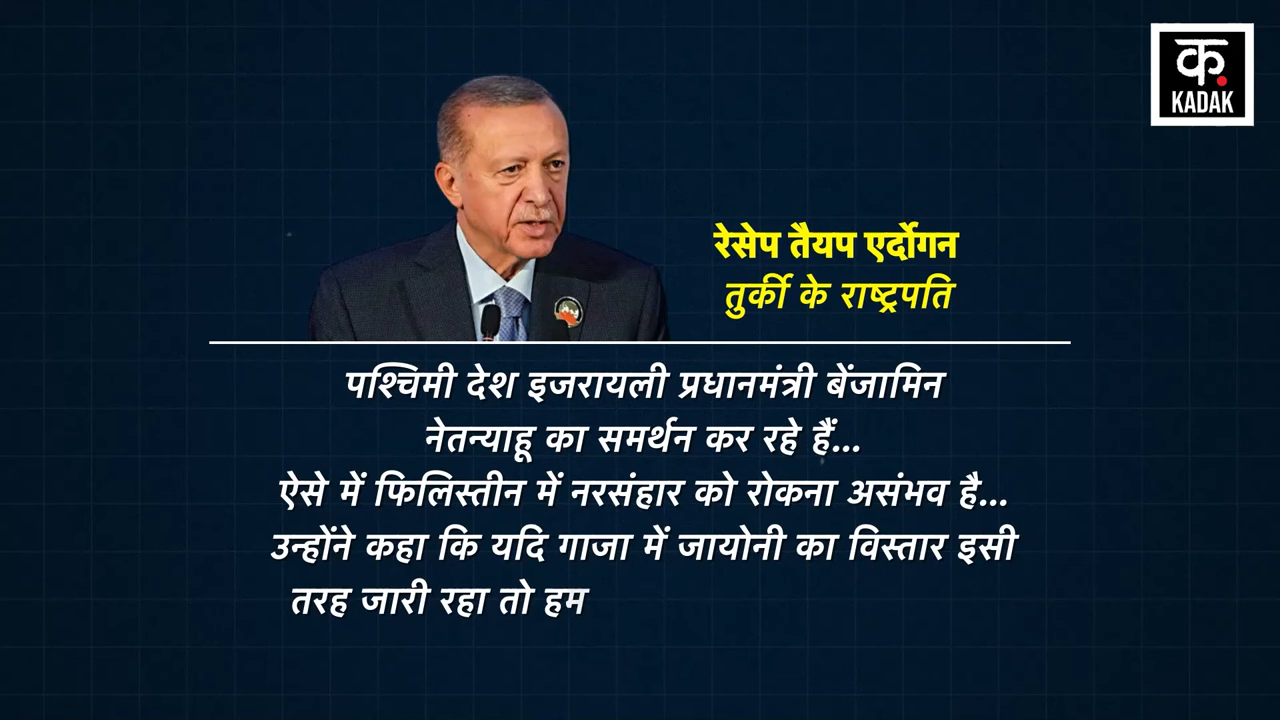 क
KADAK
रेसेप तैयप एर्दोगन
तुर्की के राष्ट्रपति
पश्चिमी देश इजरायली प्रधानमंत्री बेंजामिन
नेतन्याहू का समर्थन कर रहे हैं...
ऐसे में फिलिस्तीन में नरसंहार को रोकना असंभव है...
उन्होंने कहा कि यदि गाजा में जायोनी का विस्तार इसी
तरह जारी रहा तो हम